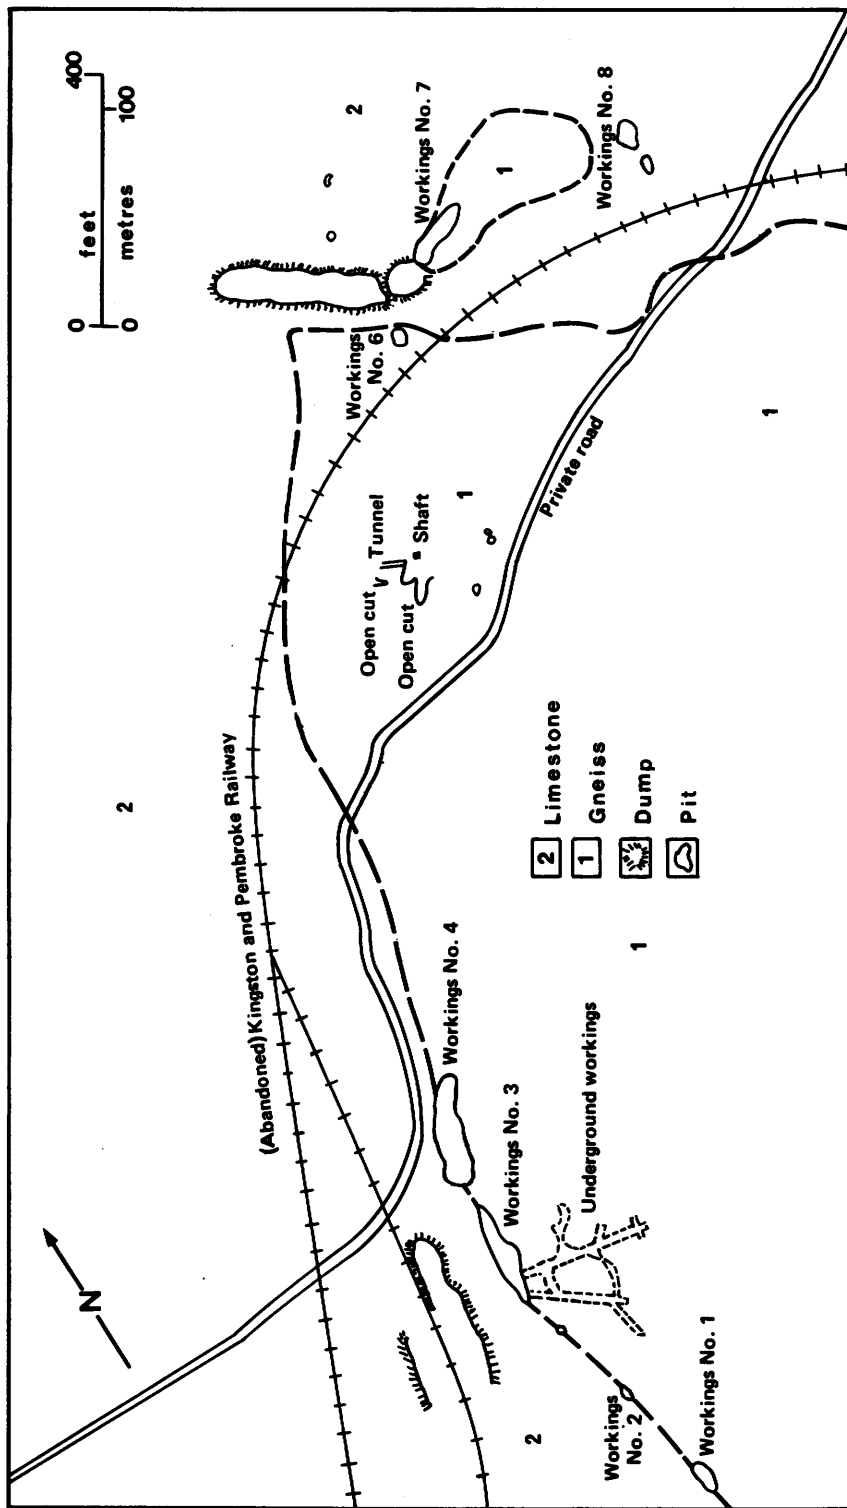 N
(Abandoned) Kingston and Pembroke Railway
2
0 feet 400
0 metres 100
2
Workings
No. 6
Workings No. 7
1
Workings No. 8
Open cut
Tunnel
Open cut
Shaft
1
Private road
1
Workings No. 4
Workings No. 3
Underground workings
1
2
Workings
No. 2
Workings No. 1
2 Limestone
1 Gneiss
Dump
Pit